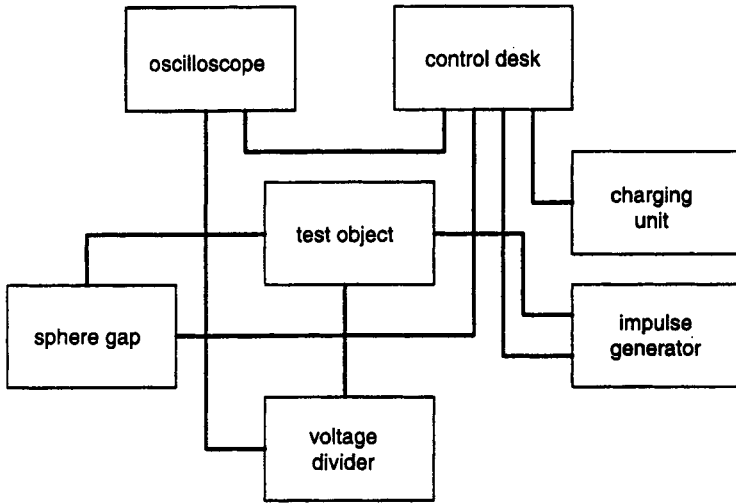 oscilloscope
control desk
charging
unit
test object
sphere gap
impulse
generator
voltage
divider